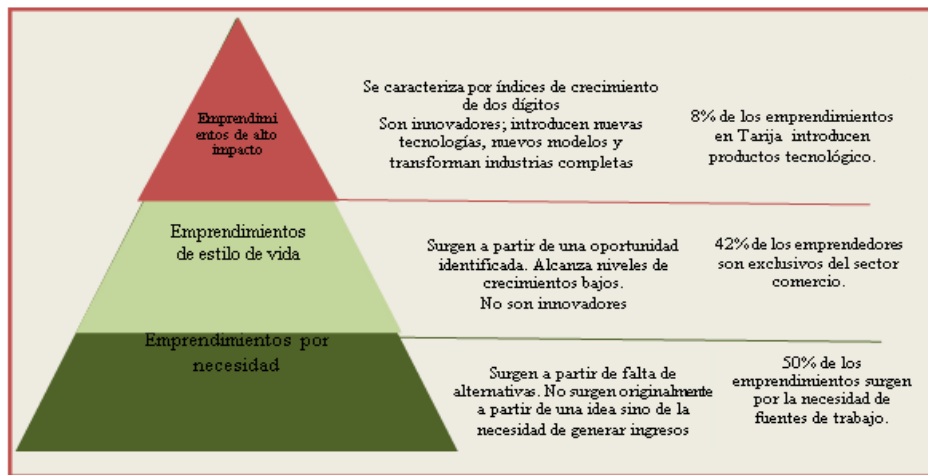 Emprendimi
entos de alto
impacto
Se caracteriza por índices de crecimiento
de dos dígitos
Son innovadores; introducen nuevas
tecnologías, nuevos modelos y
transforman industrias completas
8% de los emprendimientos
en Tarija introducen
productos tecnológico.
Emprendimientos
de estilo de vida
Surgen a partir de una oportunidad
identificada. Alcanza niveles de
crecimientos bajos.
No son innovadores
42% de los emprendedores
son exclusivos del sector
comercio.
Emprendimientos por
necesidad
Surgen a partir de falta de
alternativas. No surgen originalmente
a partir de una idea sino de la
necesidad de generar ingresos
50% de los
emprendimientos surgen
por la necesidad de
fuentes de trabajo.